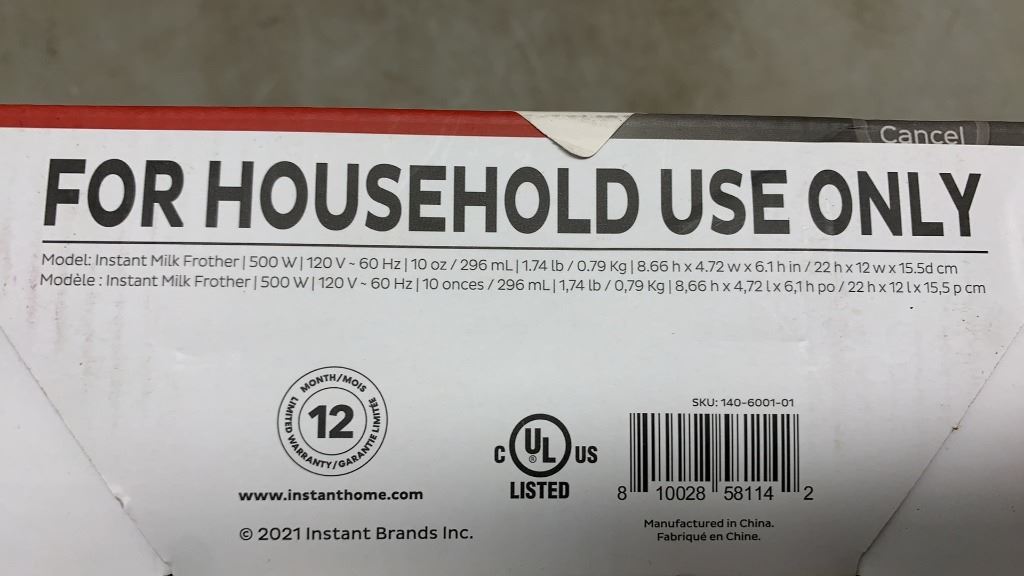 Cancel
FOR HOUSEHOLD USE ONLY
Model: Instant Milk Frother | 500 W | 120 V ~ 60 Hz | 10 oz / 296 mL | 1.74 lb / 0.79 Kg | 8.66 h x 4.72 w x 6.1 h in / 22 h x 12 w x 15.5d cm
Modèle : Instant Milk Frother | 500 W | 120 V ~ 60 Hz | 10 onces / 296 mL | 1,74 lb / 0,79 Kg | 8,66 h x 4,72 l x 6,1 h po / 22 h x 12 l x 15,5 p cm
MONTH/MOIS
12
LIMITED WARRANTY/GARANTIE LIMITÉE
www.instanthome.com
© 2021 Instant Brands Inc.
C UL ® US
LISTED
SKU: 140-6001-01
8 10028 58114 2
Manufactured in China.
Fabriqué en Chine.